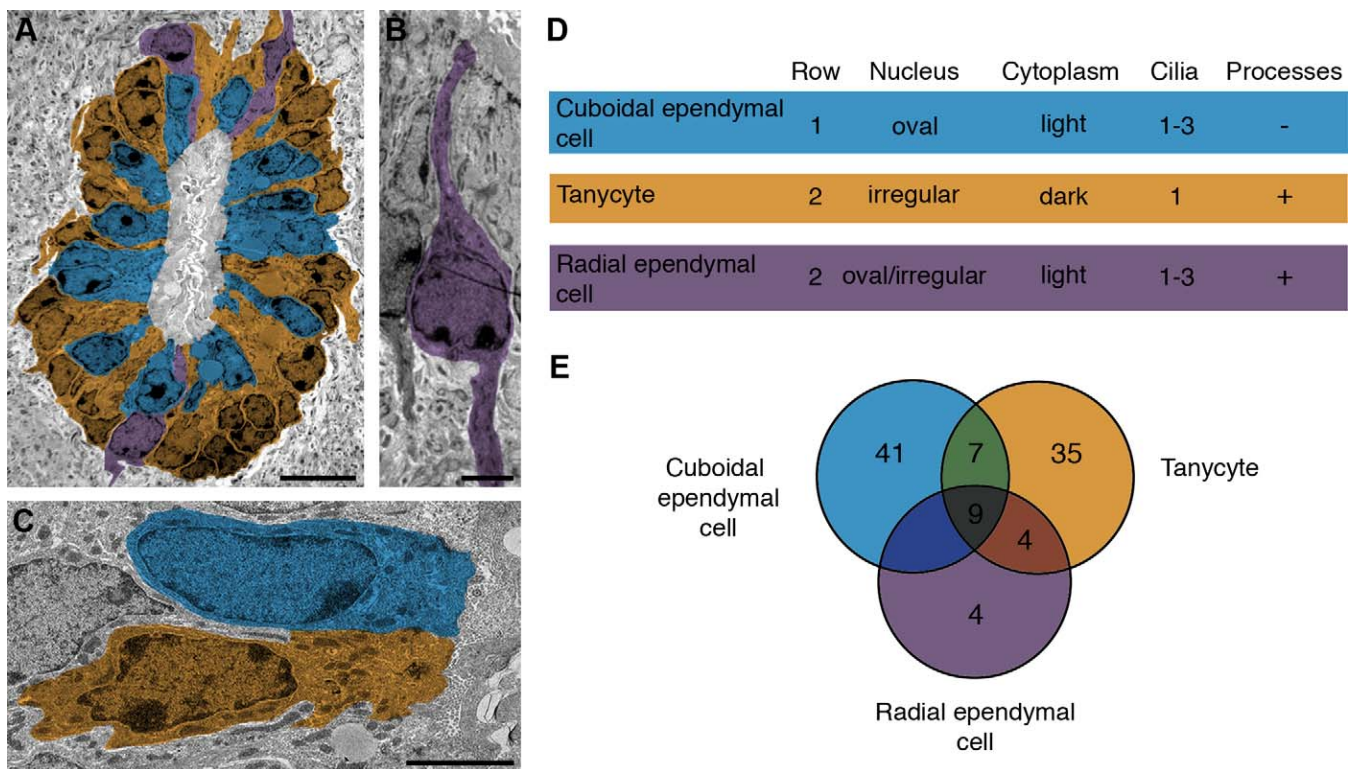 A
B
D
Row Nucleus Cytoplasm Cilia Processes
Cuboidal ependymal
cell 1 oval light 1-3 -
Tanycyte 2 irregular dark 1 +
Radial ependymal
cell 2 oval/irregular light 1-3 +
C
E
41 7 35
Cuboidal
ependymal
cell
Tanycyte
9
4
4
Radial ependymal
cell